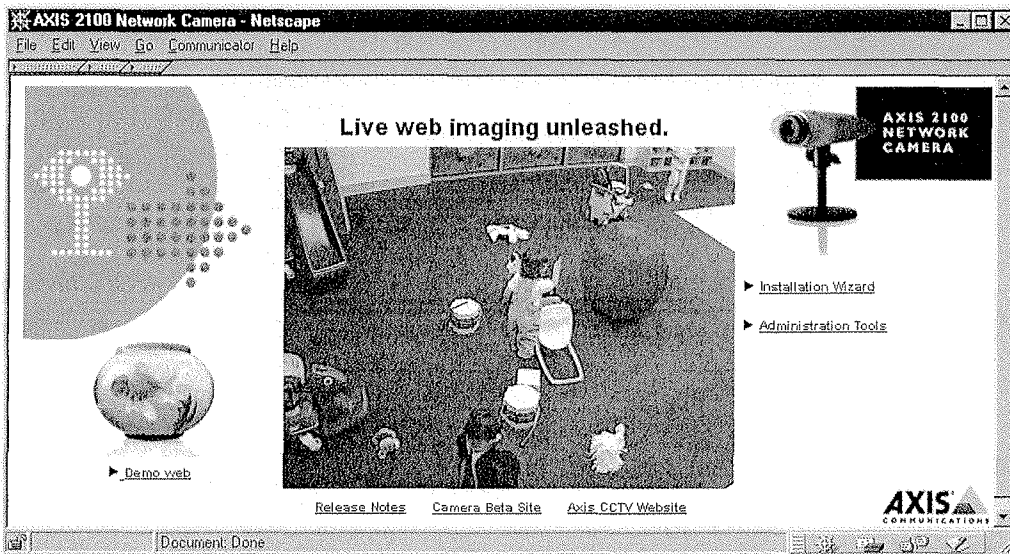 AXIS 2100 Network Camera - Netscape
File Edit View Go Communicator Help
Live web imaging unleashed.
AXIS 2100
NETWORK
CAMERA
Installation Wizard
Administration Tools
Demo web
Release Notes Camera Beta Site Axis CCTV Website
AXIS
COMMUNICATIONS
Document: Done